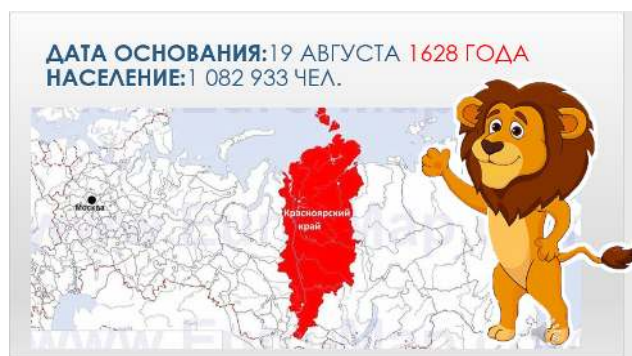 ДАТА ОСНОВАНИЯ:19 АВГУСТА 1628 ГОДА
НАСЕЛЕНИЕ:1 082 933 ЧЕЛ.
Москва
Красноярский
край